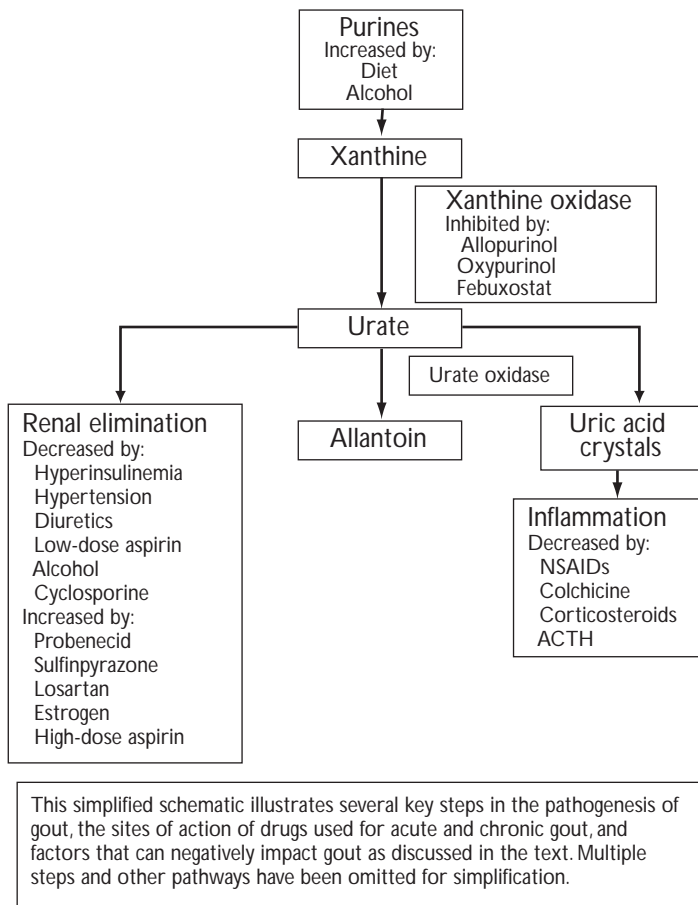 Purines
Increased by:
Diet
Alcohol
Xanthine
Xanthine oxidase
Inhibited by:
Allopurinol
Oxypurinol
Febuxostat
Urate
Urate oxidase
Renal elimination
Decreased by:
Hyperinsulinemia
Hypertension
Diuretics
Low-dose aspirin
Alcohol
Cyclosporine
Increased by:
Probenecid
Sulfinpyrazone
Losartan
Estrogen
High-dose aspirin
Allantoin
Uric acid
crystals
Inflammation
Decreased by:
NSAIDs
Colchicine
Corticosteroids
ACTH
This simplified schematic illustrates several key steps in the pathogenesis of
gout, the sites of action of drugs used for acute and chronic gout, and
factors that can negatively impact gout as discussed in the text. Multiple
steps and other pathways have been omitted for simplification.